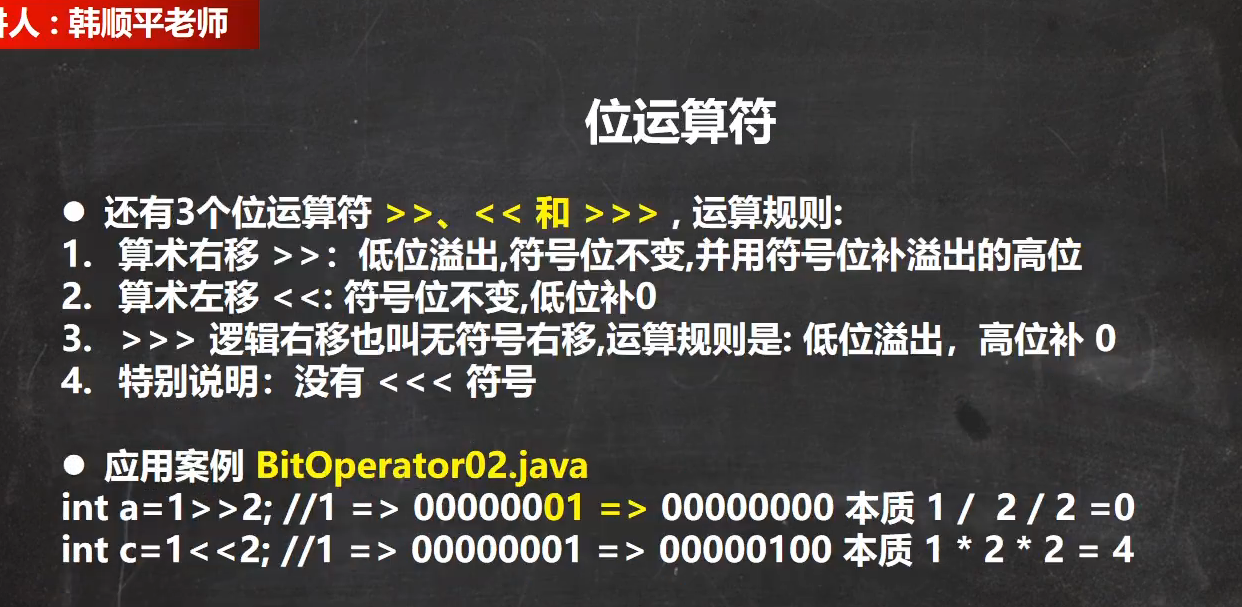 讲人:韩顺平老师
位运算符
● 还有3个位运算符 >>、<< 和 >>> , 运算规则:
1. 算术右移 >>：低位溢出,符号位不变,并用符号位补溢出的高位
2. 算术左移 <<: 符号位不变,低位补0
3. >>> 逻辑右移也叫无符号右移,运算规则是: 低位溢出，高位补 0
4. 特别说明：没有 <<< 符号
● 应用案例 BitOperator02.java
int a=1>>2; //1 => 00000001 => 00000000 本质 1 / 2 / 2 =0
int c=1<<2; //1 => 00000001 => 00000100 本质 1 * 2 * 2 = 4